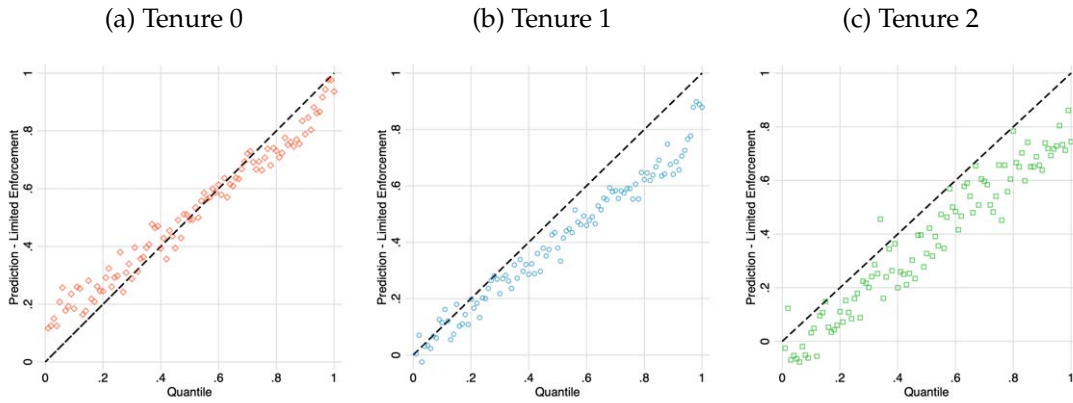 (a) Tenure 0
(b) Tenure 1
(c) Tenure 2
Prediction - Limited Enforcement
1
.8
.6
.4
.2
0
0 .2 .4 .6 .8 1
Quantile
Prediction - Limited Enforcement
1
.8
.6
.4
.2
0
0 .2 .4 .6 .8 1
Quantile
Prediction - Limited Enforcement
1
.8
.6
.4
.2
0
0 .2 .4 .6 .8 1
Quantile